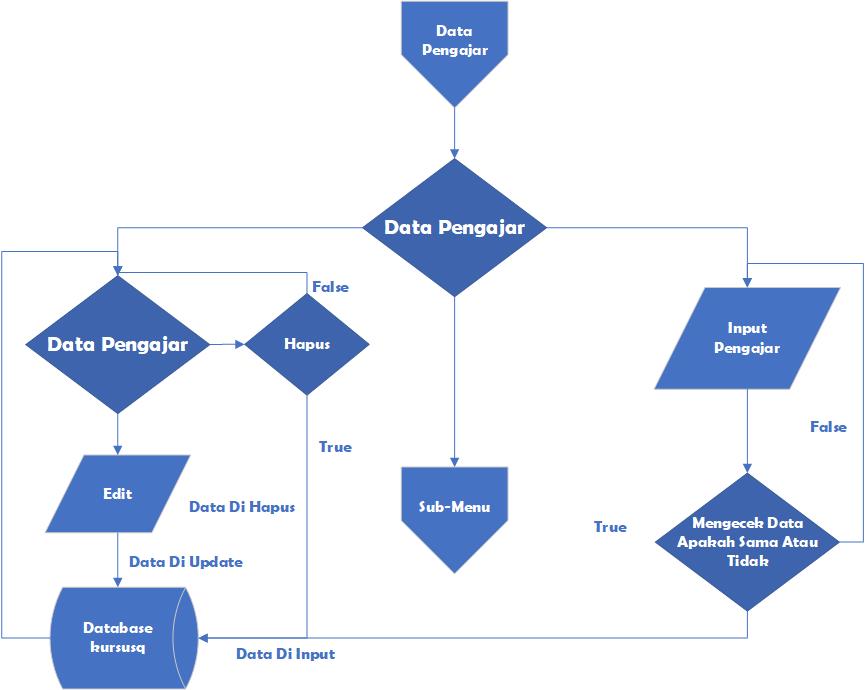 Data
Pengajar
Data Pengajar
False
Data Pengajar
Hapus
Input
Pengajar
False
True
Edit
Data Di Hapus
Sub-Menu
True
Mengecek Data
Apakah Sama Atau
Tidak
Data Di Update
Database
kursusq
Data Di Input